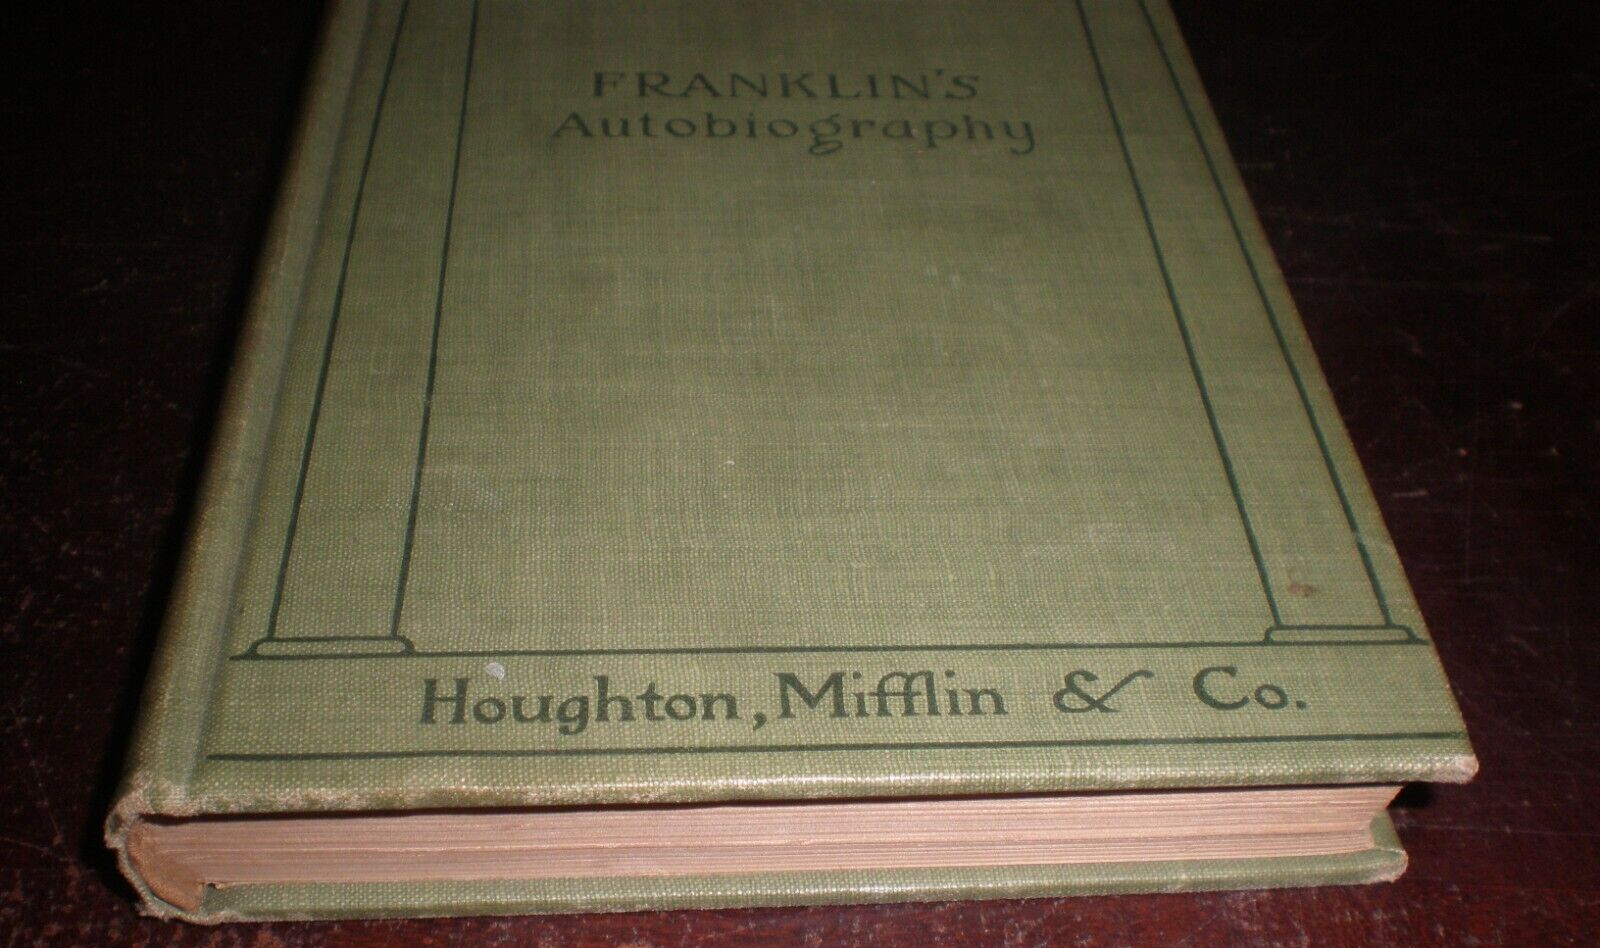 FRANKLIN'S
Autobiography
Houghton, Mifflin & Co.